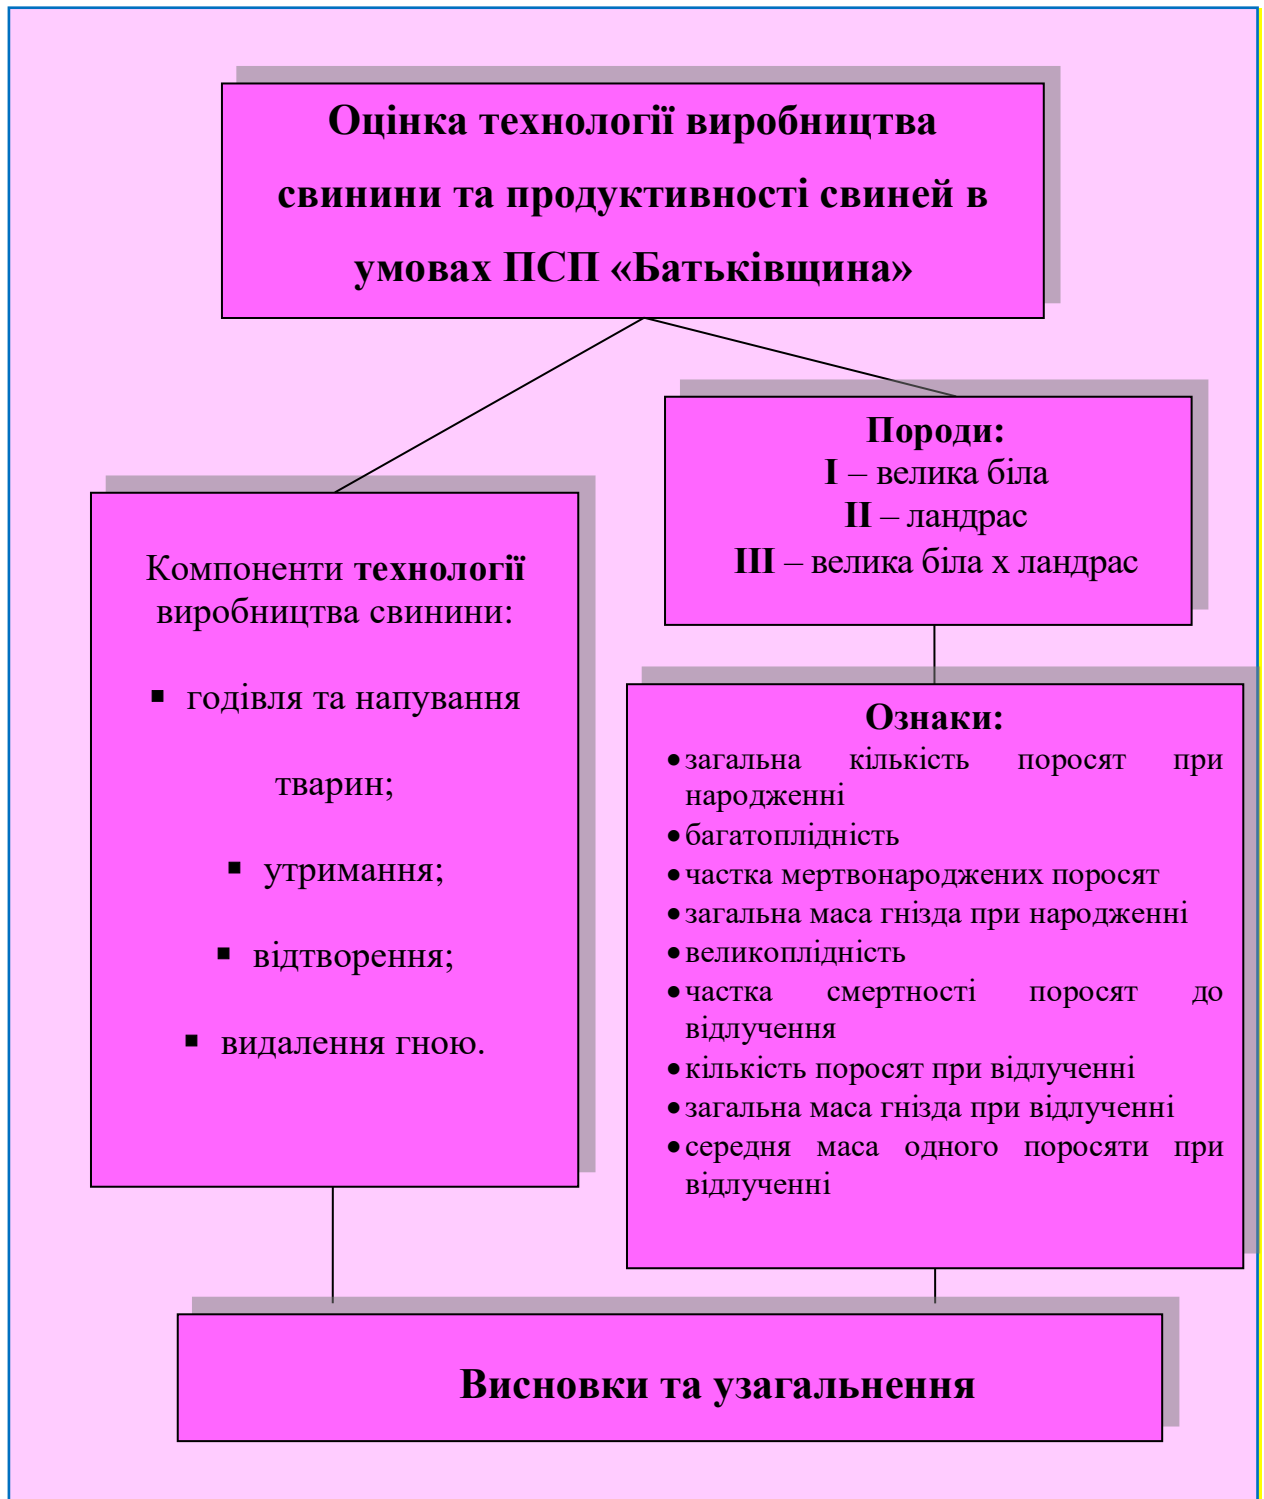 Оцінка технології виробництва
свинини та продуктивності свиней в
умовах ПСП «Батьківщина»
Породи:
I – велика біла
II – ландрас
III – велика біла х ландрас
Компоненти технології
виробництва свинини:
▪ годівля та напування
тварин;
▪ утримання;
▪ відтворення;
▪ видалення гною.
Ознаки:
• загальна кількість поросят при
народженні
• багатоплідність
• частка мертвонароджених поросят
• загальна маса гнізда при народженні
• великоплідність
• частка смертності поросят до
відлучення
• кількість поросят при відлученні
• загальна маса гнізда при відлученні
• середня маса одного поросяти при
відлученні
Висновки та узагальнення